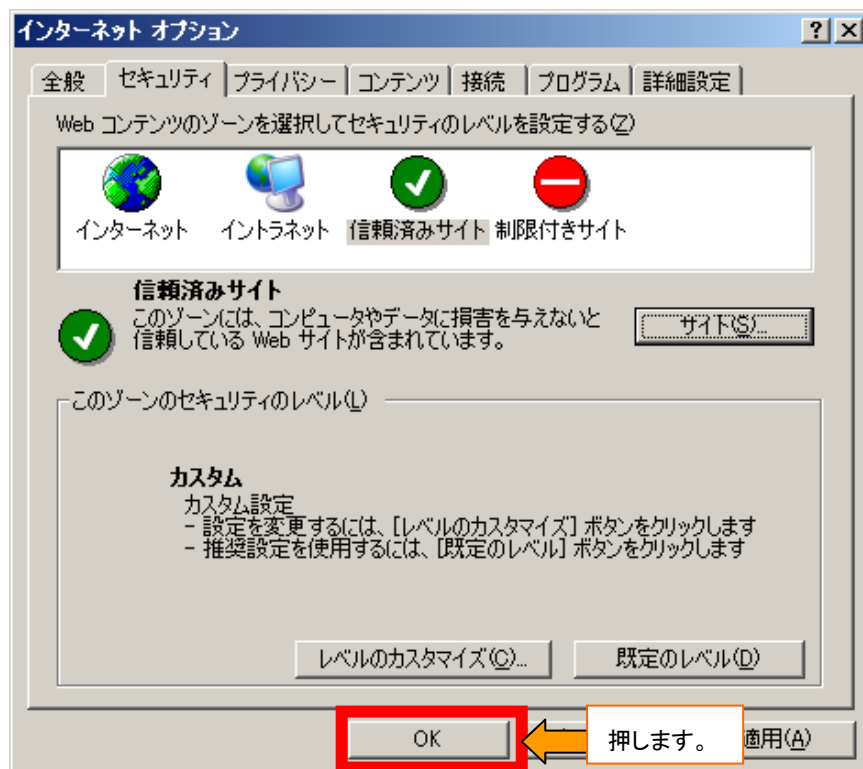 インターネット オプション
全般 セキュリティ プライバシー コンテンツ 接続 プログラム 詳細設定
Web コンテンツのゾーンを選択してセキュリティのレベルを設定する(Z)
インターネット イントラネット 信頼済みサイト 制限付きサイト
信頼済みサイト
このゾーンには、コンピュータやデータに損害を与えないと
信頼している Web サイトが含まれています。
サイト(S)...
このゾーンのセキュリティのレベル(L)
カスタム
カスタム設定
- 設定を変更するには、[レベルのカスタマイズ] ボタンをクリックします
- 推奨設定を使用するには、[既定のレベル] ボタンをクリックします
レベルのカスタマイズ(C)... 既定のレベル(D)
OK 押します。 適用(A)